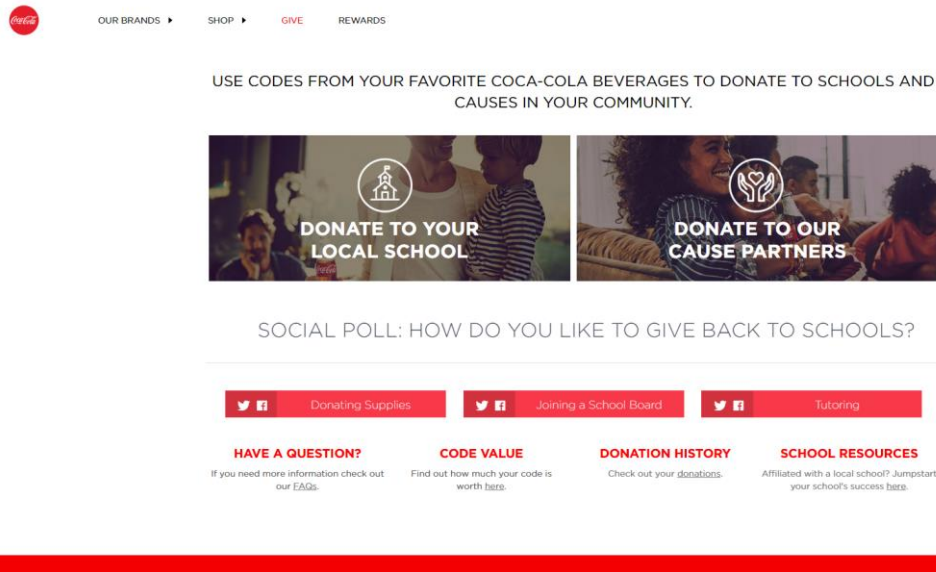 Coca-Cola
OUR BRANDS
SHOP
GIVE
REWARDS
USE CODES FROM YOUR FAVORITE COCA-COLA BEVERAGES TO DONATE TO SCHOOLS AND
CAUSES IN YOUR COMMUNITY.
DONATE TO YOUR
LOCAL SCHOOL
DONATE TO OUR
CAUSE PARTNERS
SOCIAL POLL: HOW DO YOU LIKE TO GIVE BACK TO SCHOOLS?
Donating Supplies
Joining a School Board
Tutoring
HAVE A QUESTION?
If you need more information check out
our FAQs.
CODE VALUE
Find out how much your code is
worth here.
DONATION HISTORY
Check out your donations.
SCHOOL RESOURCES
Affiliated with a local school? Jumpstart
your school's success here.